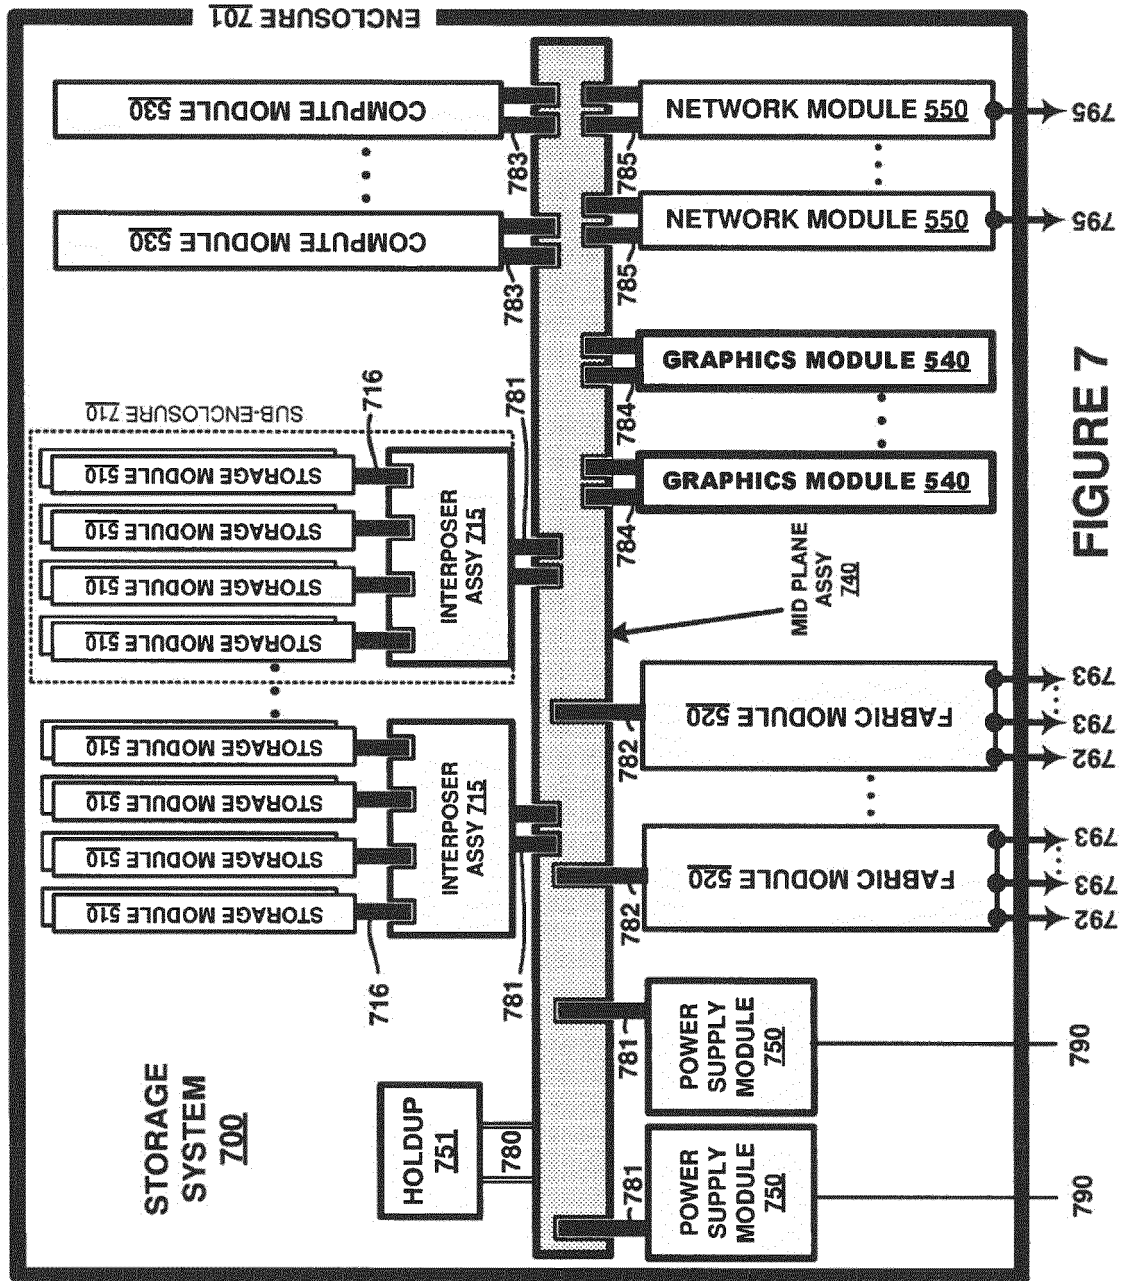 ENCLOSURE 701
COMPUTE MODULE 530
783
COMPUTE MODULE 530
783
NETWORK MODULE 550
785
795
NETWORK MODULE 550
785
795
SUB-ENCLOSURE 710
STORAGE MODULE 510
STORAGE MODULE 510
STORAGE MODULE 510
STORAGE MODULE 510
716
INTERPOSER
ASSY 715
781
GRAPHICS MODULE 540
784
GRAPHICS MODULE 540
784
MID PLANE
ASSY
740
STORAGE MODULE 510
STORAGE MODULE 510
STORAGE MODULE 510
STORAGE MODULE 510
716
INTERPOSER
ASSY 715
781
FABRIC MODULE 520
782
793
793
792
FABRIC MODULE 520
782
793
793
792
STORAGE
SYSTEM
700
HOLDUP
751
780
POWER
SUPPLY
MODULE
750
781
790
POWER
SUPPLY
MODULE
750
781
790
FIGURE 7